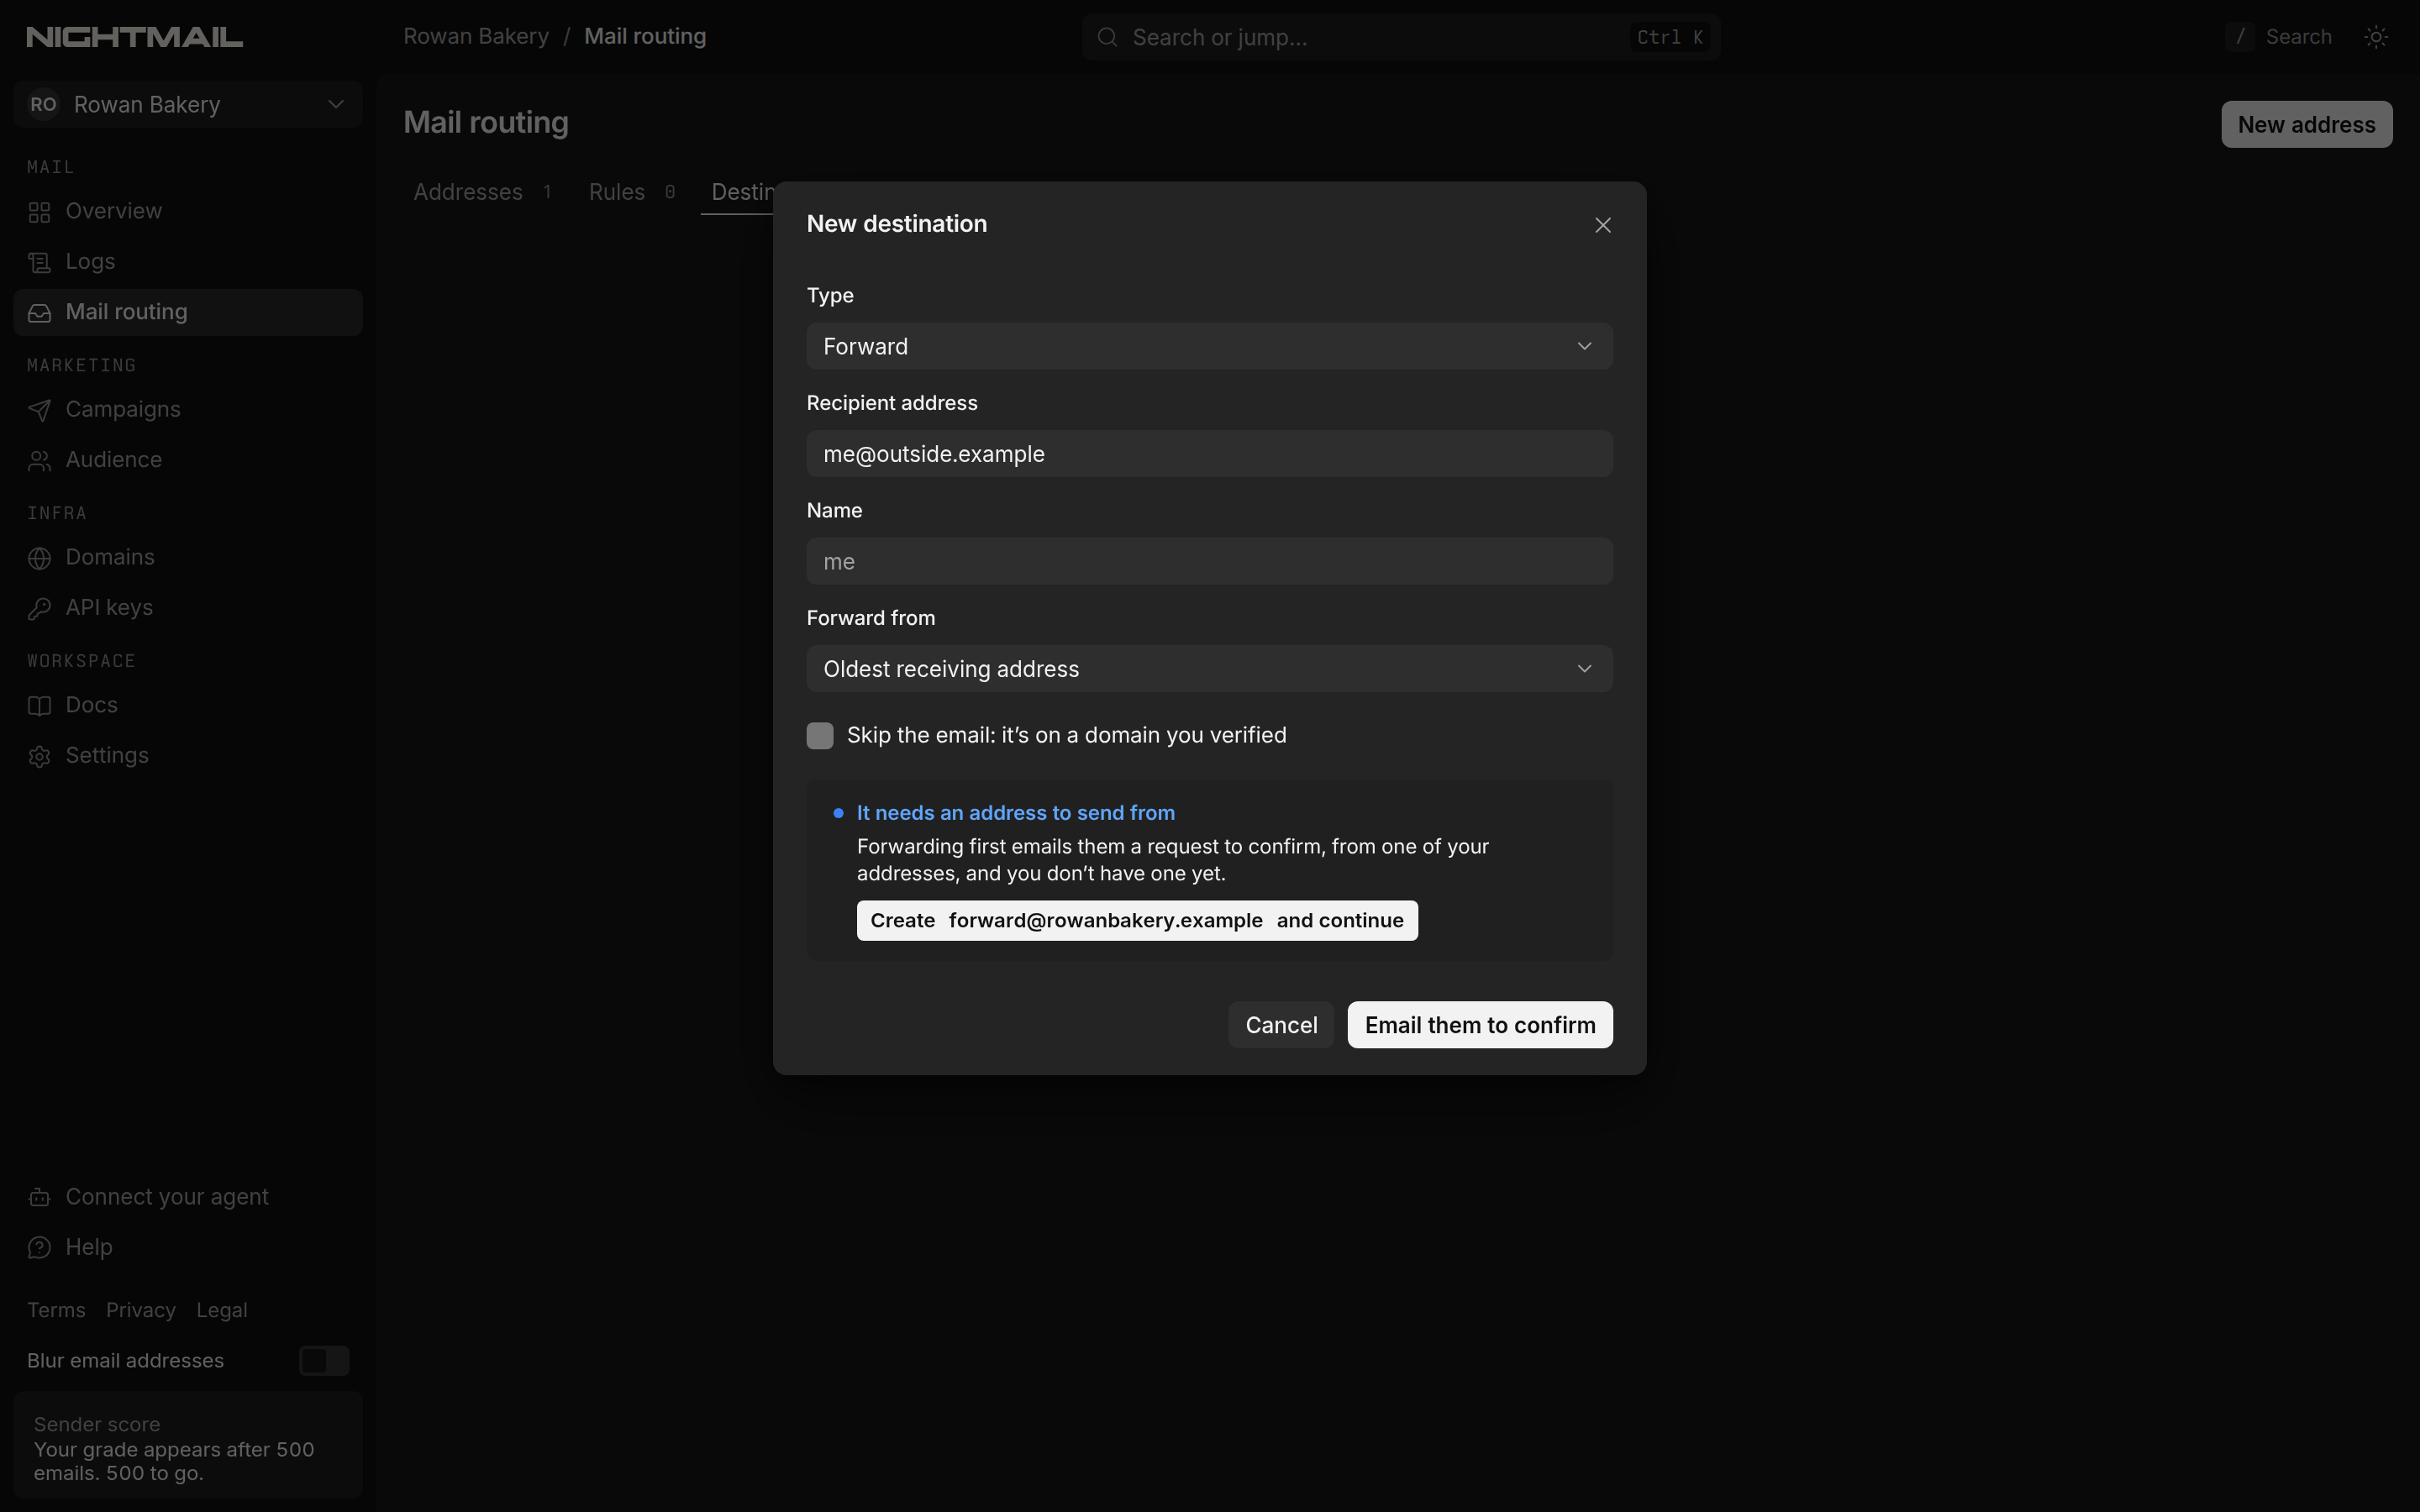 NIGHTMAIL
Rowan Bakery / Mail routing
Search or jump...
Ctrl K
/ Search
RO Rowan Bakery
MAIL
Overview
Logs
Mail routing
MARKETING
Campaigns
Audience
INFRA
Domains
API keys
WORKSPACE
Docs
Settings
Connect your agent
Help
Terms Privacy Legal
Blur email addresses
Sender score
Your grade appears after 500
emails. 500 to go.
Mail routing
New address
Addresses 1 Rules 0 Destin
New destination
Type
Forward
Recipient address
me@outside.example
Name
me
Forward from
Oldest receiving address
Skip the email: it’s on a domain you verified
It needs an address to send from
Forwarding first emails them a request to confirm, from one of your
addresses, and you don’t have one yet.
Create forward@rowanbakery.example and continue
Cancel
Email them to confirm